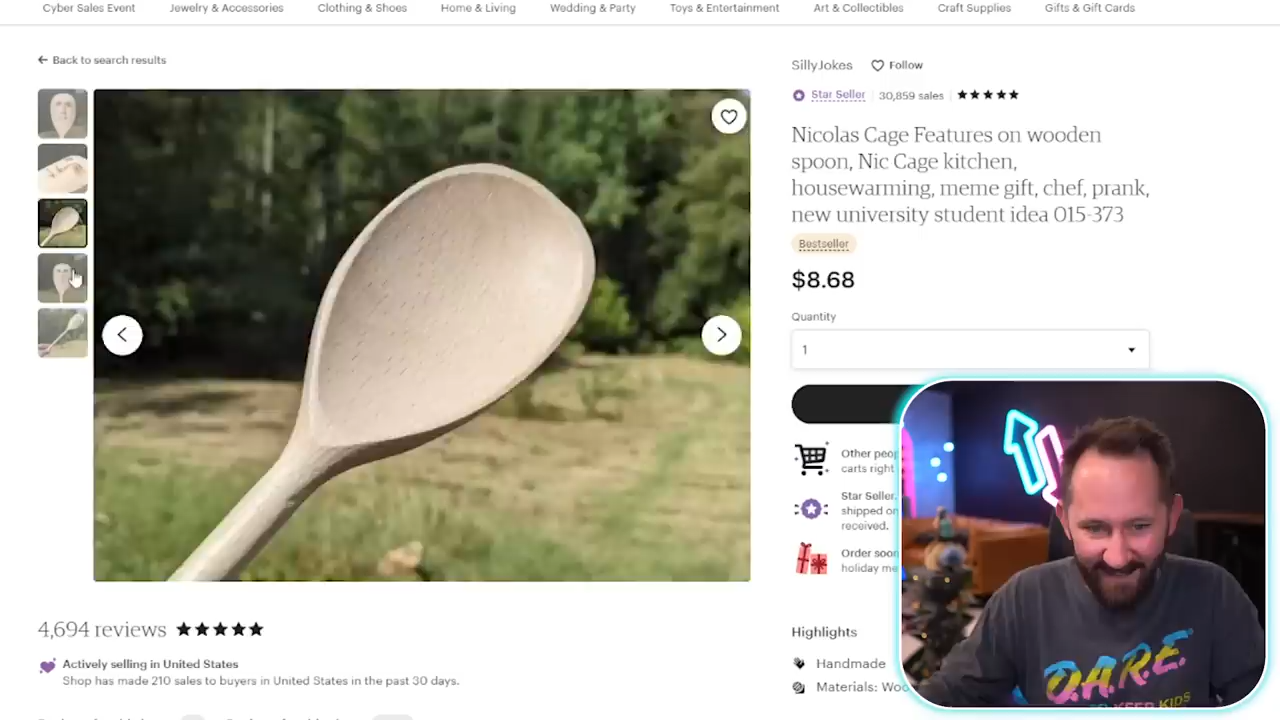 Cyber Sales Event Jewelry & Accessories Clothing & Shoes Home & Living Wedding & Party Toys & Entertainment Art & Collectibles Craft Supplies Gifts & Gift Cards
Back to search results
SillyJokes Follow
Star Seller 30,859 sales
Nicolas Cage Features on wooden
spoon, Nic Cage kitchen,
housewarming, meme gift, chef, prank,
new university student idea 015-373
Bestseller
$8.68
Quantity
1
Other peop
carts right
Star Seller.
shipped on
received.
Order soon
holiday me
Highlights
Handmade
Materials: Woo
4,694 reviews
Actively selling in United States
Shop has made 210 sales to buyers in United States in the past 30 days.
D.A.R.E.
TO KEEP KIDS